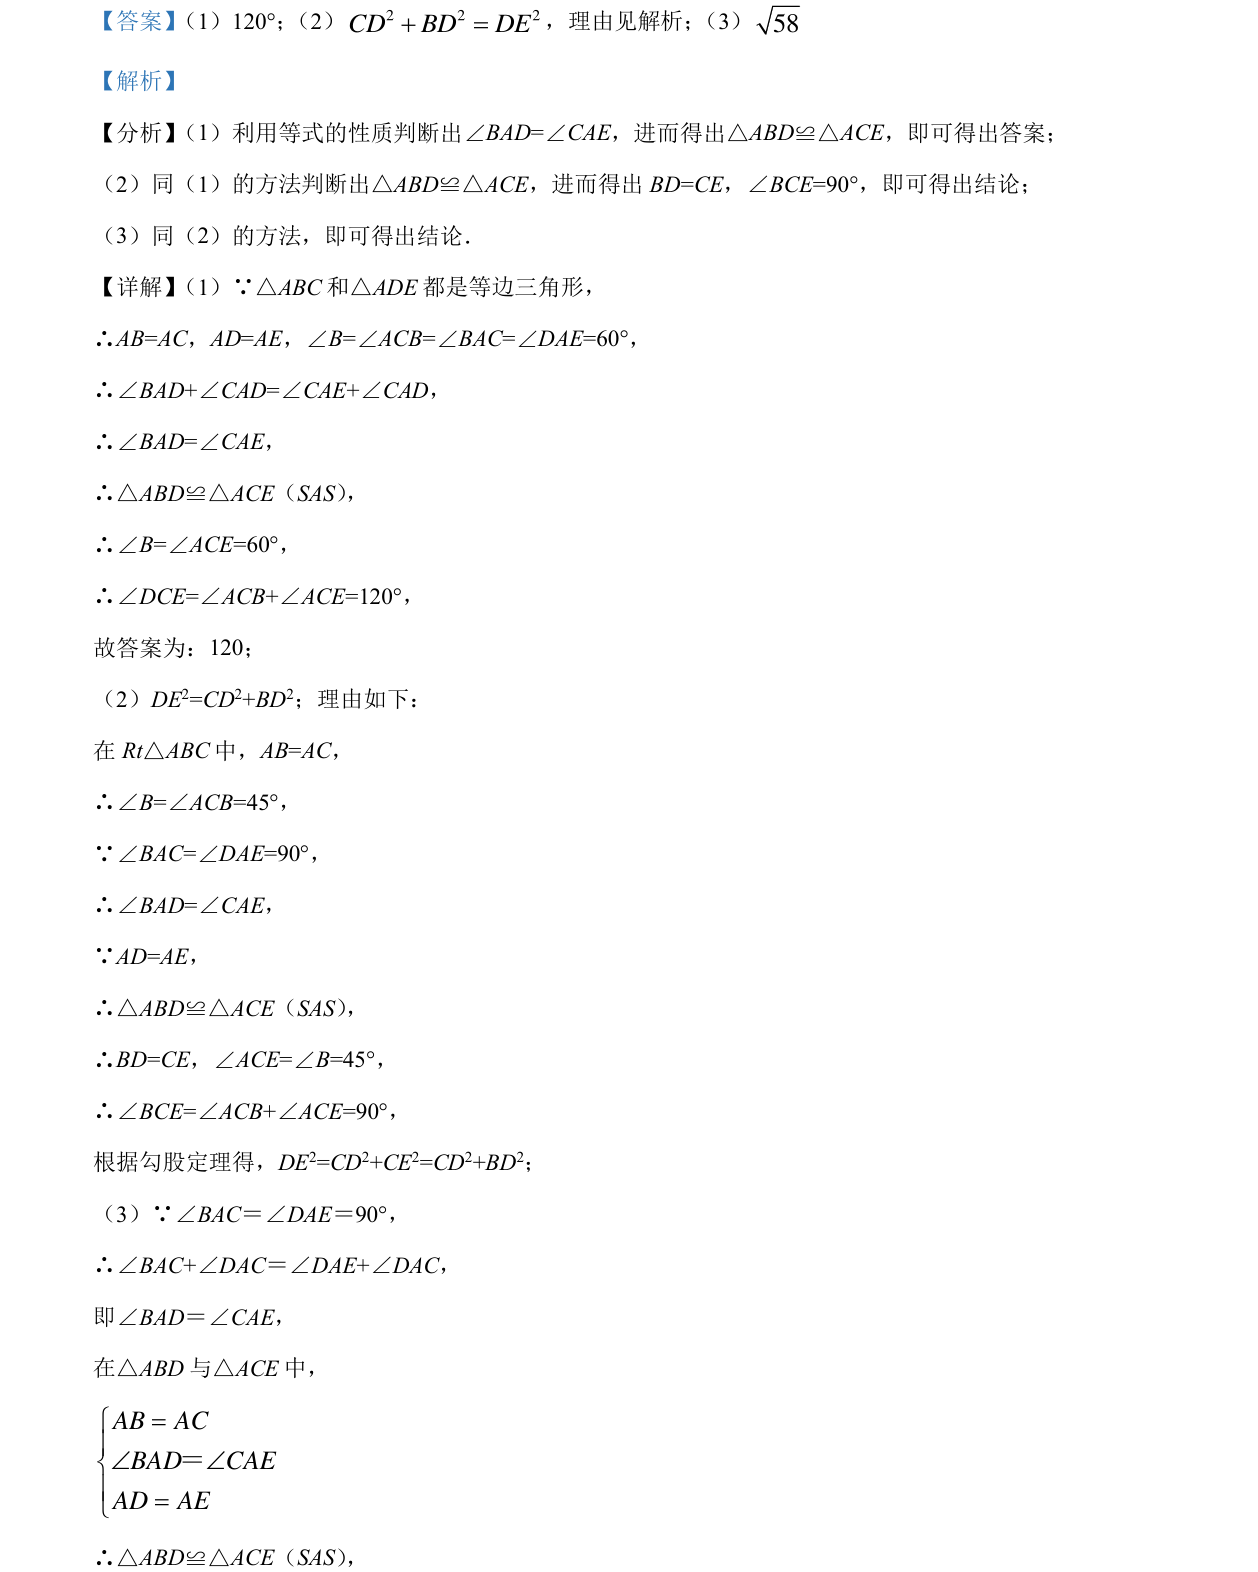 【答案】（1）120°；（2）CD²+BD²=DE²，理由见解析；（3）√58
【解析】
【分析】（1）利用等式的性质判断出∠BAD=∠CAE，进而得出△ABD≌△ACE，即可得出答案；
（2）同（1）的方法判断出△ABD≌△ACE，进而得出 BD=CE，∠BCE=90°，即可得出结论；
（3）同（2）的方法，即可得出结论．
【详解】（1）∵△ABC 和△ADE 都是等边三角形，
∴AB=AC，AD=AE，∠B=∠ACB=∠BAC=∠DAE=60°，
∴∠BAD+∠CAD=∠CAE+∠CAD，
∴∠BAD=∠CAE，
∴△ABD≌△ACE（SAS），
∴∠B=∠ACE=60°，
∴∠DCE=∠ACB+∠ACE=120°，
故答案为：120；
（2）DE²=CD²+BD²；理由如下：
在 Rt△ABC 中，AB=AC，
∴∠B=∠ACB=45°，
∵∠BAC=∠DAE=90°，
∴∠BAD=∠CAE，
∵AD=AE，
∴△ABD≌△ACE（SAS），
∴BD=CE，∠ACE=∠B=45°，
∴∠BCE=∠ACB+∠ACE=90°，
根据勾股定理得，DE²=CD²+CE²=CD²+BD²；
（3）∵∠BAC＝∠DAE＝90°，
∴∠BAC+∠DAC＝∠DAE+∠DAC，
即∠BAD＝∠CAE，
在△ABD 与△ACE 中，
AB = AC
∠BAD＝∠CAE
AD = AE
∴△ABD≌△ACE（SAS），